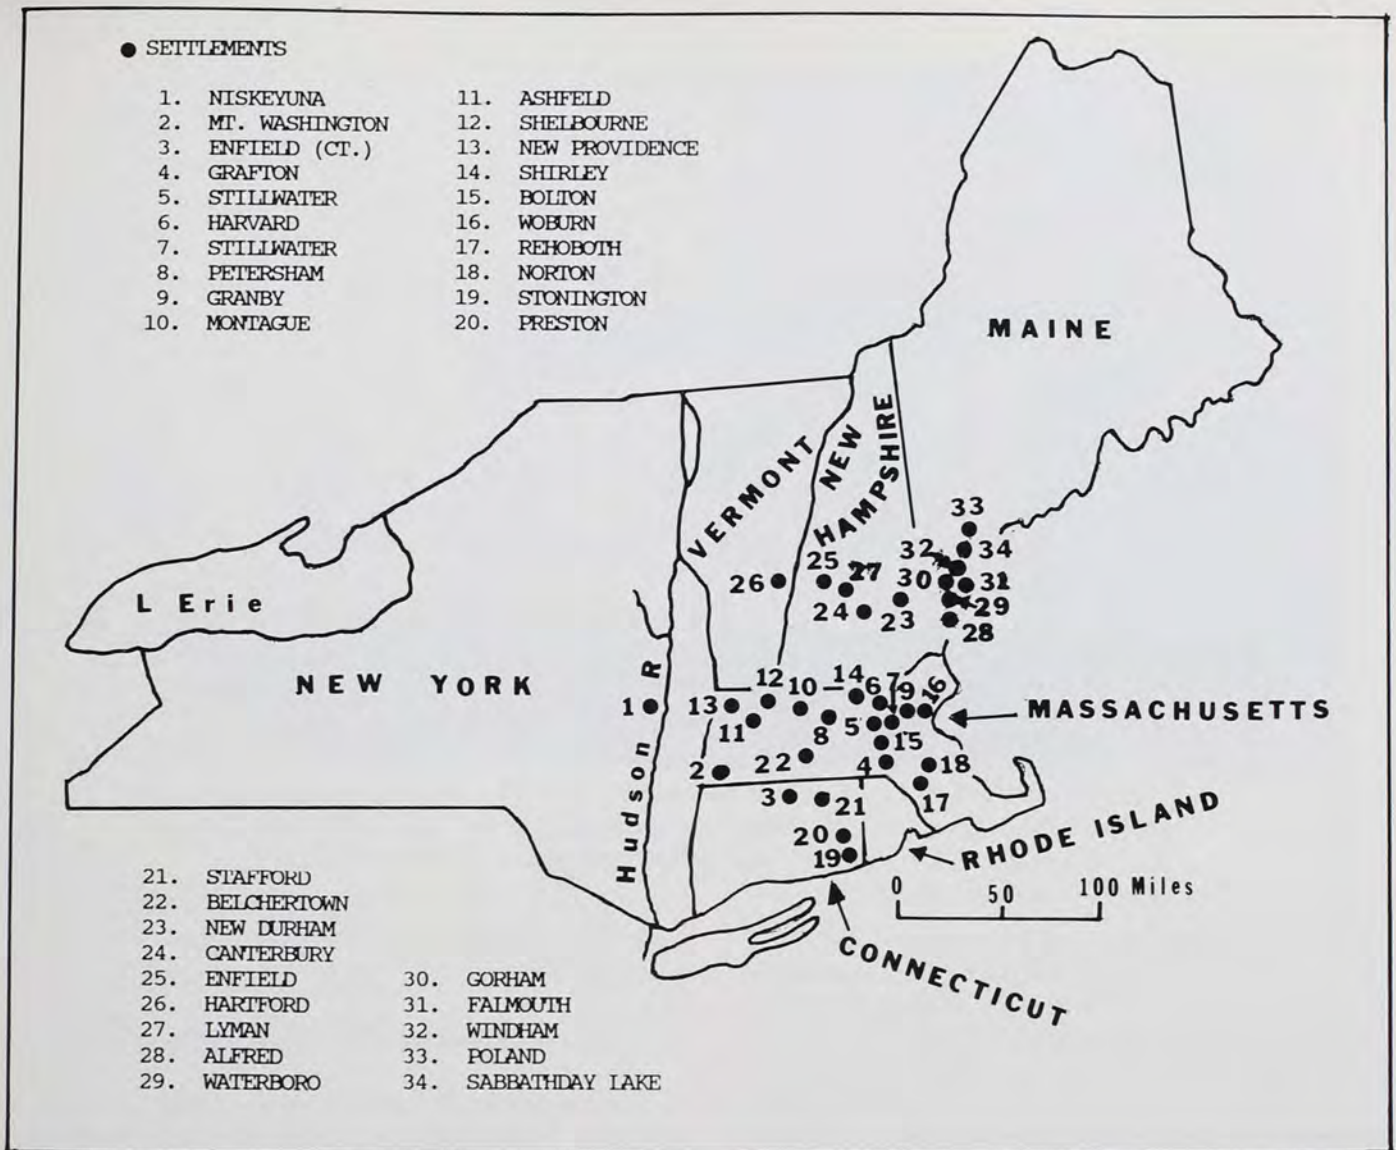 ● SETTLEMENTS
1. NISKEYUNA
2. MT. WASHINGTON
3. ENFIELD (CT.)
4. GRAFTON
5. STILLWATER
6. HARVARD
7. STILLWATER
8. PETERSHAM
9. GRANBY
10. MONTAGUE
11. ASHFELD
12. SHELBOURNE
13. NEW PROVIDENCE
14. SHIRLEY
15. BOLTON
16. WOBURN
17. REHOBOTH
18. NORTON
19. STONINGTON
20. PRESTON
MAINE
NEW HAMPSHIRE
VERMONT
33
32
34
25
27
30
31
26
29
24
23
28
L Erie
NEW YORK
Hudson R
12
10
14
6
7
9
16
1
13
11
8
5
15
MASSACHUSETTS
2
22
4
18
3
21
17
20
19
RHODE ISLAND
0 50 100 Miles
CONNECTICUT
21. STAFFORD
22. BELCHERTOWN
23. NEW DURHAM
24. CANTERBURY
25. ENFIELD
26. HARTFORD
27. LYMAN
28. ALFRED
29. WATERBORO
30. GORHAM
31. FALMOUTH
32. WINDHAM
33. POLAND
34. SABBATHDAY LAKE